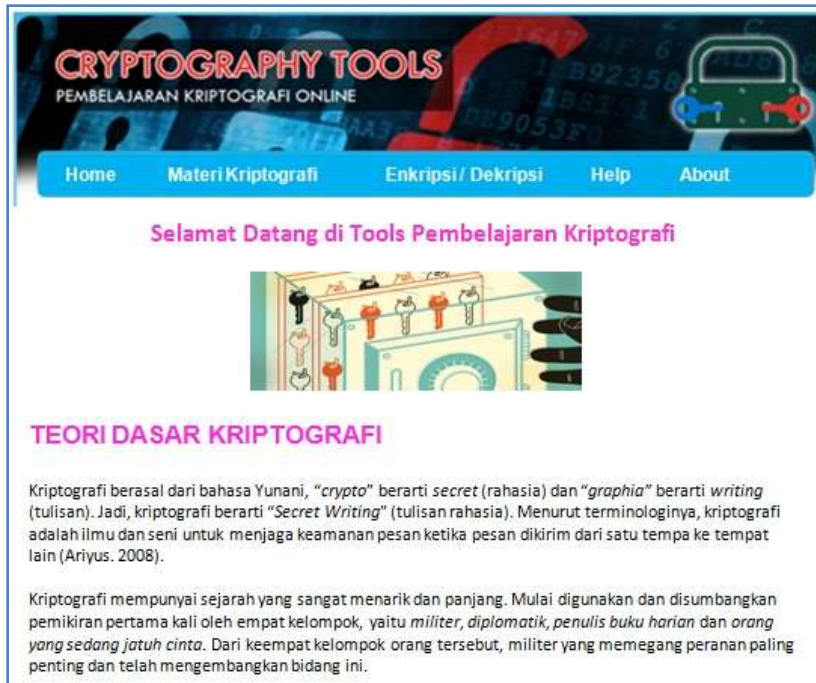 CRYPTOGRAPHY TOOLS
PEMBELAJARAN KRIPTOGRAFI ONLINE
Home Materi Kriptografi Enkripsi / Dekripsi Help About
Selamat Datang di Tools Pembelajaran Kriptografi
TEORI DASAR KRIPTOGRAFI
Kriptografi berasal dari bahasa Yunani, “crypto” berarti secret (rahasia) dan “graphia” berarti writing
(tulisan). Jadi, kriptografi berarti “Secret Writing” (tulisan rahasia). Menurut terminologinya, kriptografi
adalah ilmu dan seni untuk menjaga keamanan pesan ketika pesan dikirim dari satu tempa ke tempat
lain (Ariyus. 2008).
Kriptografi mempunyai sejarah yang sangat menarik dan panjang. Mulai digunakan dan disumbangkan
pemikiran pertama kali oleh empat kelompok, yaitu militer, diplomatik, penulis buku harian dan orang
yang sedang jatuh cinta. Dari keempat kelompok orang tersebut, militer yang memegang peranan paling
penting dan telah mengembangkan bidang ini.